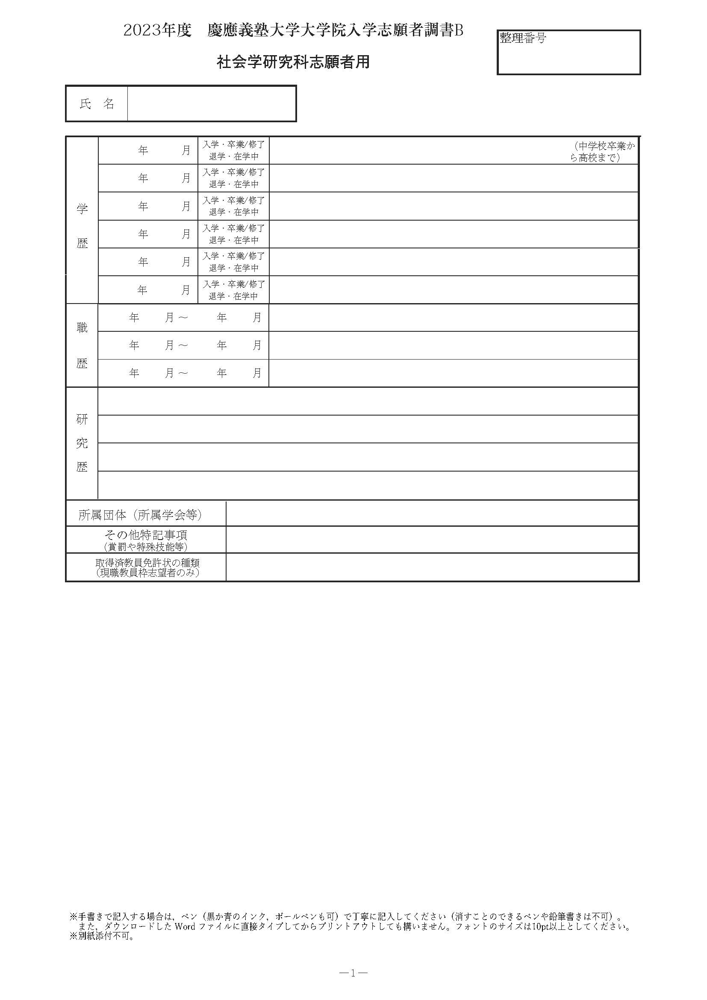 2023年度　慶應義塾大学大学院入学志願者調書B
整理番号
社会学研究科志願者用
氏　名
学歴
年　月　入学・卒業/修了　（中学校卒業か
退学・在学中　ら高校まで）
年　月　入学・卒業/修了
退学・在学中
年　月　入学・卒業/修了
退学・在学中
年　月　入学・卒業/修了
退学・在学中
年　月　入学・卒業/修了
退学・在学中
年　月　入学・卒業/修了
退学・在学中
職歴
年　月～　年　月
年　月～　年　月
年　月～　年　月
研究歴
所属団体（所属学会等）
その他特記事項
（賞罰や特殊技能等）
取得済教員免許状の種類
（現職教員枠志望者のみ）
※手書きで記入する場合は，ペン（黒か青のインク，ボールペンも可）で丁寧に記入してください（消すことのできるペンや鉛筆書きは不可）。
また，ダウンロードした Word ファイルに直接タイプしてからプリントアウトしても構いません。フォントのサイズは10pt以上としてください。
※別紙添付不可。
―1―